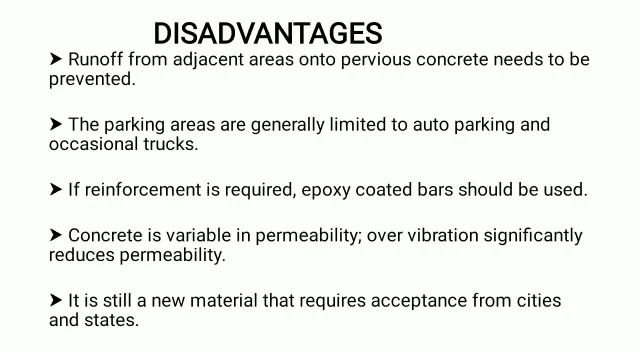 DISADVANTAGES
➤ Runoff from adjacent areas onto pervious concrete needs to be
prevented.
➤ The parking areas are generally limited to auto parking and
occasional trucks.
➤ If reinforcement is required, epoxy coated bars should be used.
➤ Concrete is variable in permeability; over vibration significantly
reduces permeability.
➤ It is still a new material that requires acceptance from cities
and states.